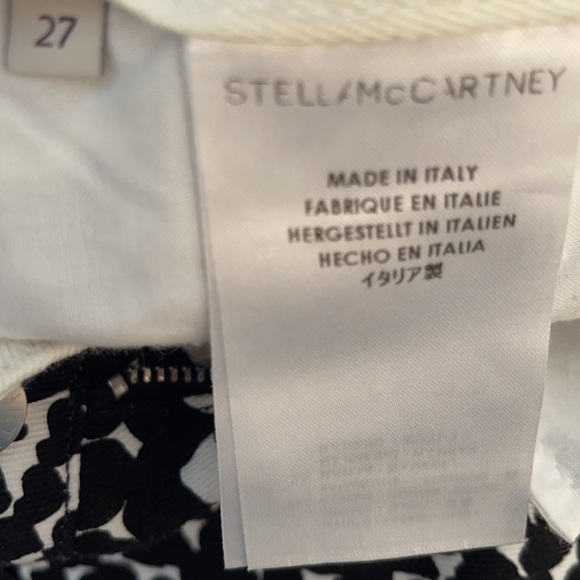 27
STELLA McCARTNEY
MADE IN ITALY
FABRIQUE EN ITALIE
HERGESTELLT IN ITALIEN
HECHO EN ITALIA
イタリア製